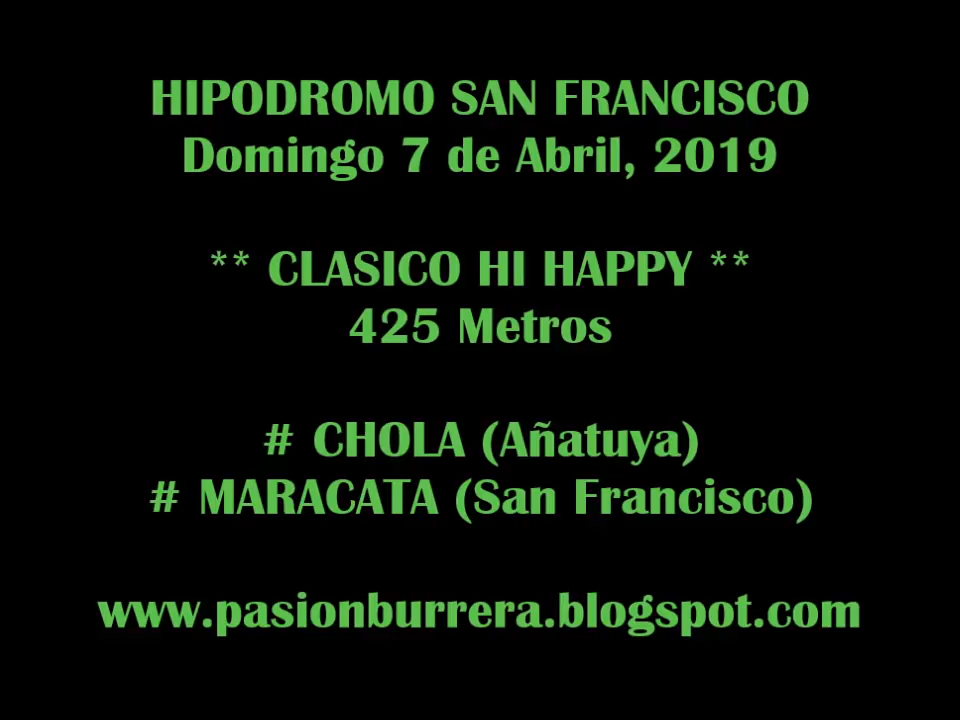 HIPODROMO SAN FRANCISCO
Domingo 7 de Abril, 2019
** CLASICO HI HAPPY **
425 Metros
# CHOLA (Añatuya)
# MARACATA (San Francisco)
www.pasionburrera.blogspot.com